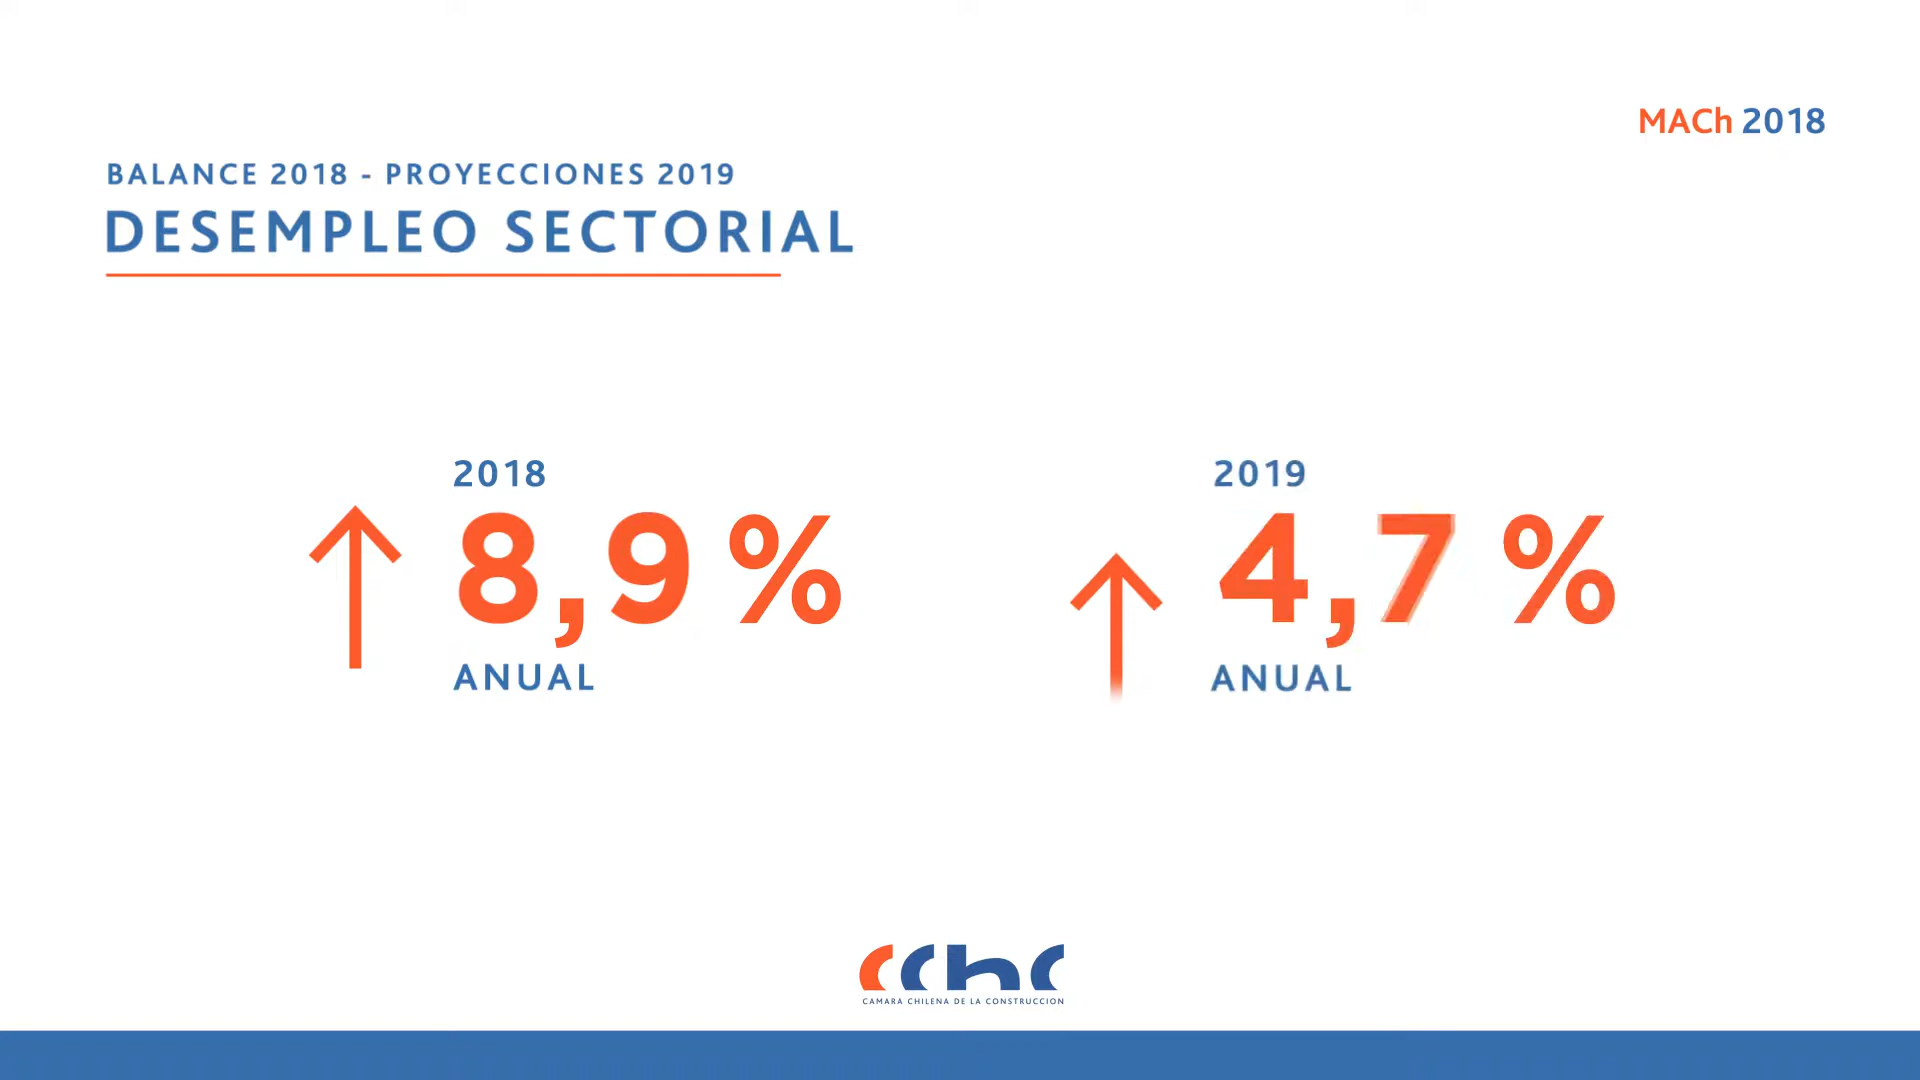 MACh 2018
BALANCE 2018 - PROYECCIONES 2019
DESEMPLEO SECTORIAL
2018
8,9 %
ANUAL
2019
4,7 %
ANUAL
cchc
CAMARA CHILENA DE LA CONSTRUCCION